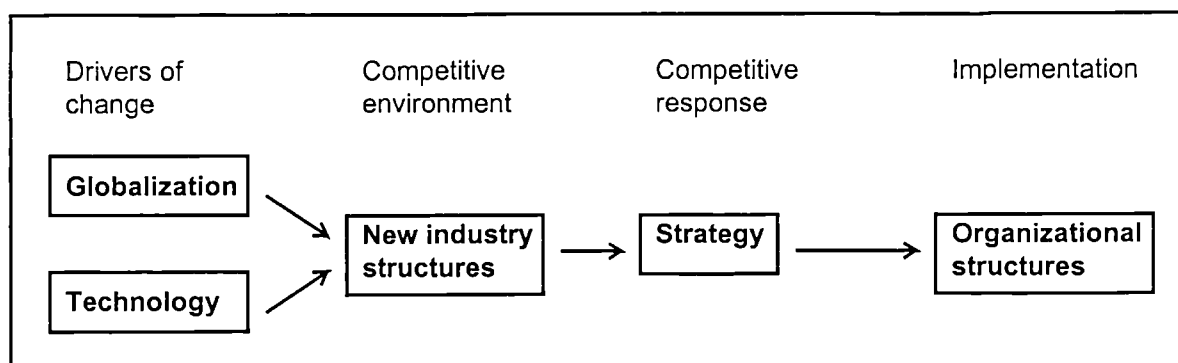 Drivers of
change
Competitive
environment
Competitive
response
Implementation
Globalization
Technology
New industry
structures
Strategy
Organizational
structures